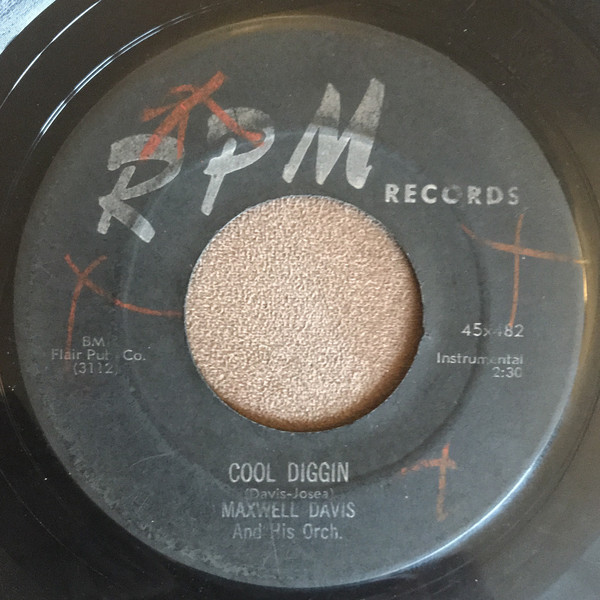 RPM
RECORDS
BM
Flair Pub. Co.
(3112)
45x482
Instrumental
2:30
COOL DIGGIN
(Davis-Josea)
MAXWELL DAVIS
And His Orch.